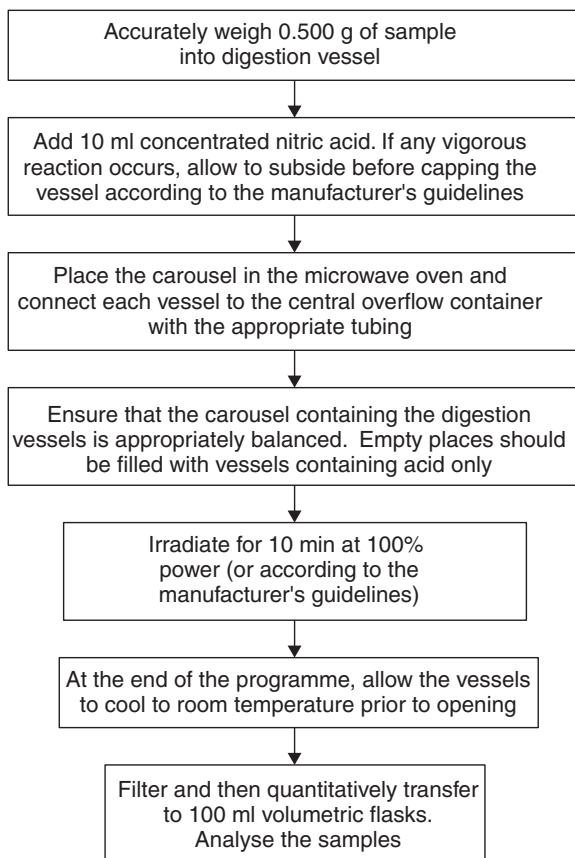 Accurately weigh 0.500 g of sample
into digestion vessel
Add 10 ml concentrated nitric acid. If any vigorous
reaction occurs, allow to subside before capping the
vessel according to the manufacturer's guidelines
Place the carousel in the microwave oven and
connect each vessel to the central overflow container
with the appropriate tubing
Ensure that the carousel containing the digestion
vessels is appropriately balanced. Empty places should
be filled with vessels containing acid only
Irradiate for 10 min at 100%
power (or according to the
manufacturer's guidelines)
At the end of the programme, allow the vessels
to cool to room temperature prior to opening
Filter and then quantitatively transfer
to 100 ml volumetric flasks.
Analyse the samples